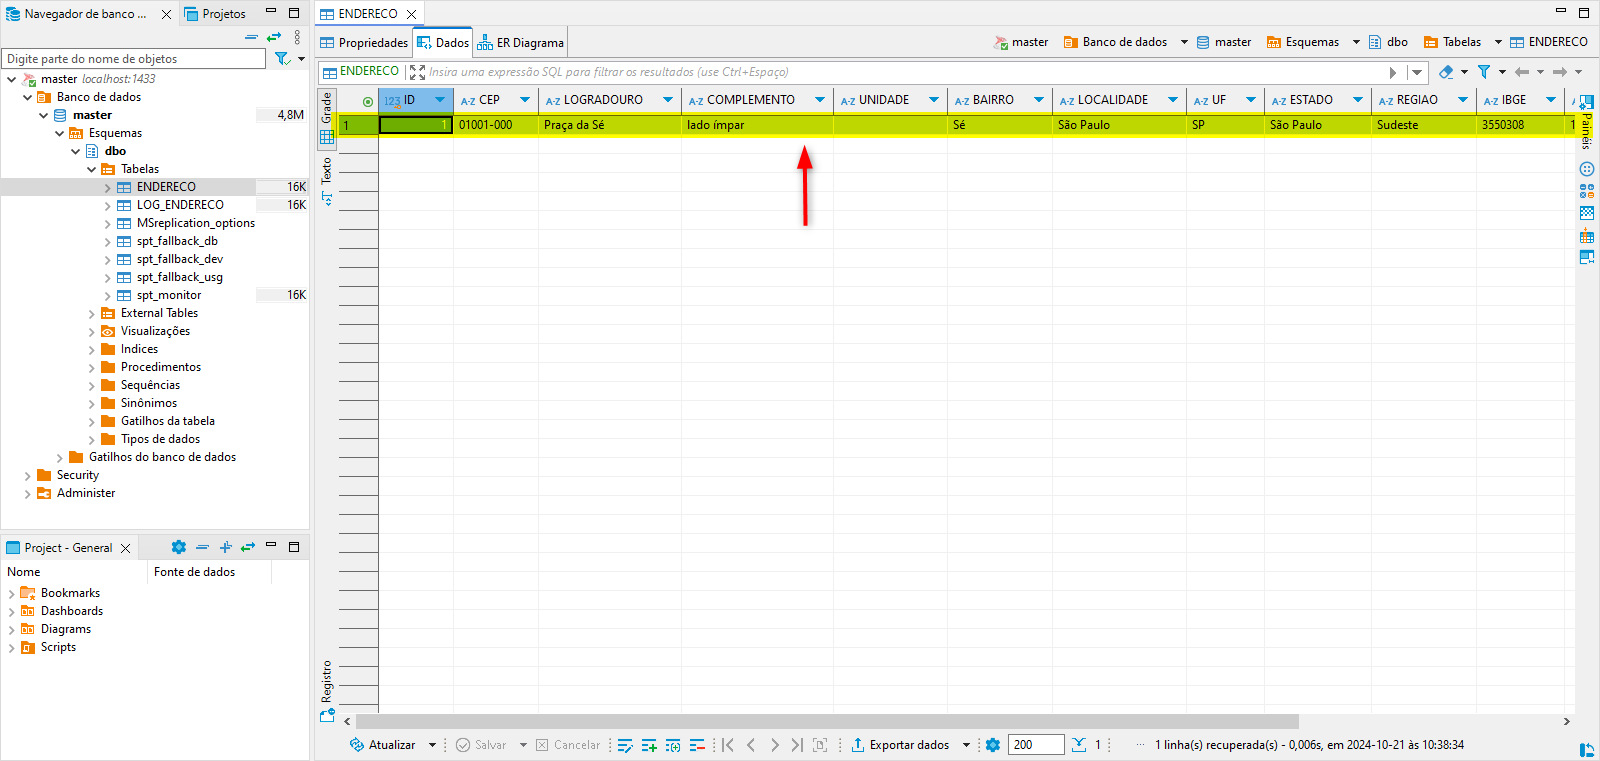 Navegador de banco ...
Projetos
Digite parte do nome de objetos
master localhost:1433
Banco de dados
master 4,8M
Esquemas
dbo
Tabelas
ENDERECO 16K
LOG_ENDERECO 16K
MSreplication_options
spt_fallback_db
spt_fallback_dev
spt_fallback_usg
spt_monitor 16K
External Tables
Visualizações
Indices
Procedimentos
Sequências
Sinônimos
Gatilhos da tabela
Tipos de dados
Gatilhos do banco de dados
Security
Administer
Project - General
Nome Fonte de dados
Bookmarks
Dashboards
Diagrams
Scripts
ENDERECO
Propriedades Dados ER Diagrama
master Banco de dados master Esquemas dbo Tabelas ENDERECO
ENDERECO Insira uma expressão SQL para filtrar os resultados (use Ctrl+Espaço)
Grade
Texto
Registro
123 ID A-Z CEP A-Z LOGRADOURO A-Z COMPLEMENTO A-Z UNIDADE A-Z BAIRRO A-Z LOCALIDADE A-Z UF A-Z ESTADO A-Z REGIAO A-Z IBGE
1 1 01001-000 Praça da Sé lado ímpar Sé São Paulo SP São Paulo Sudeste 3550308 1
Painéis
Atualizar Salvar Cancelar Exportar dados 200 1 ... 1 linha(s) recuperada(s) - 0,006s, em 2024-10-21 às 10:38:34